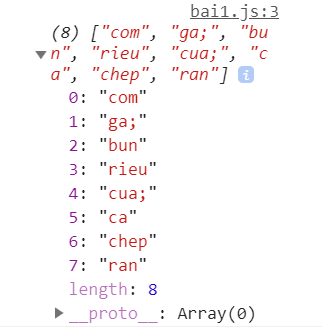 bai1.js:3
(8) ["com", "ga;", "bu
n", "rieu", "cua;", "c
a", "chep", "ran"] i
0: "com"
1: "ga;"
2: "bun"
3: "rieu"
4: "cua;"
5: "ca"
6: "chep"
7: "ran"
length: 8
__proto__: Array(0)